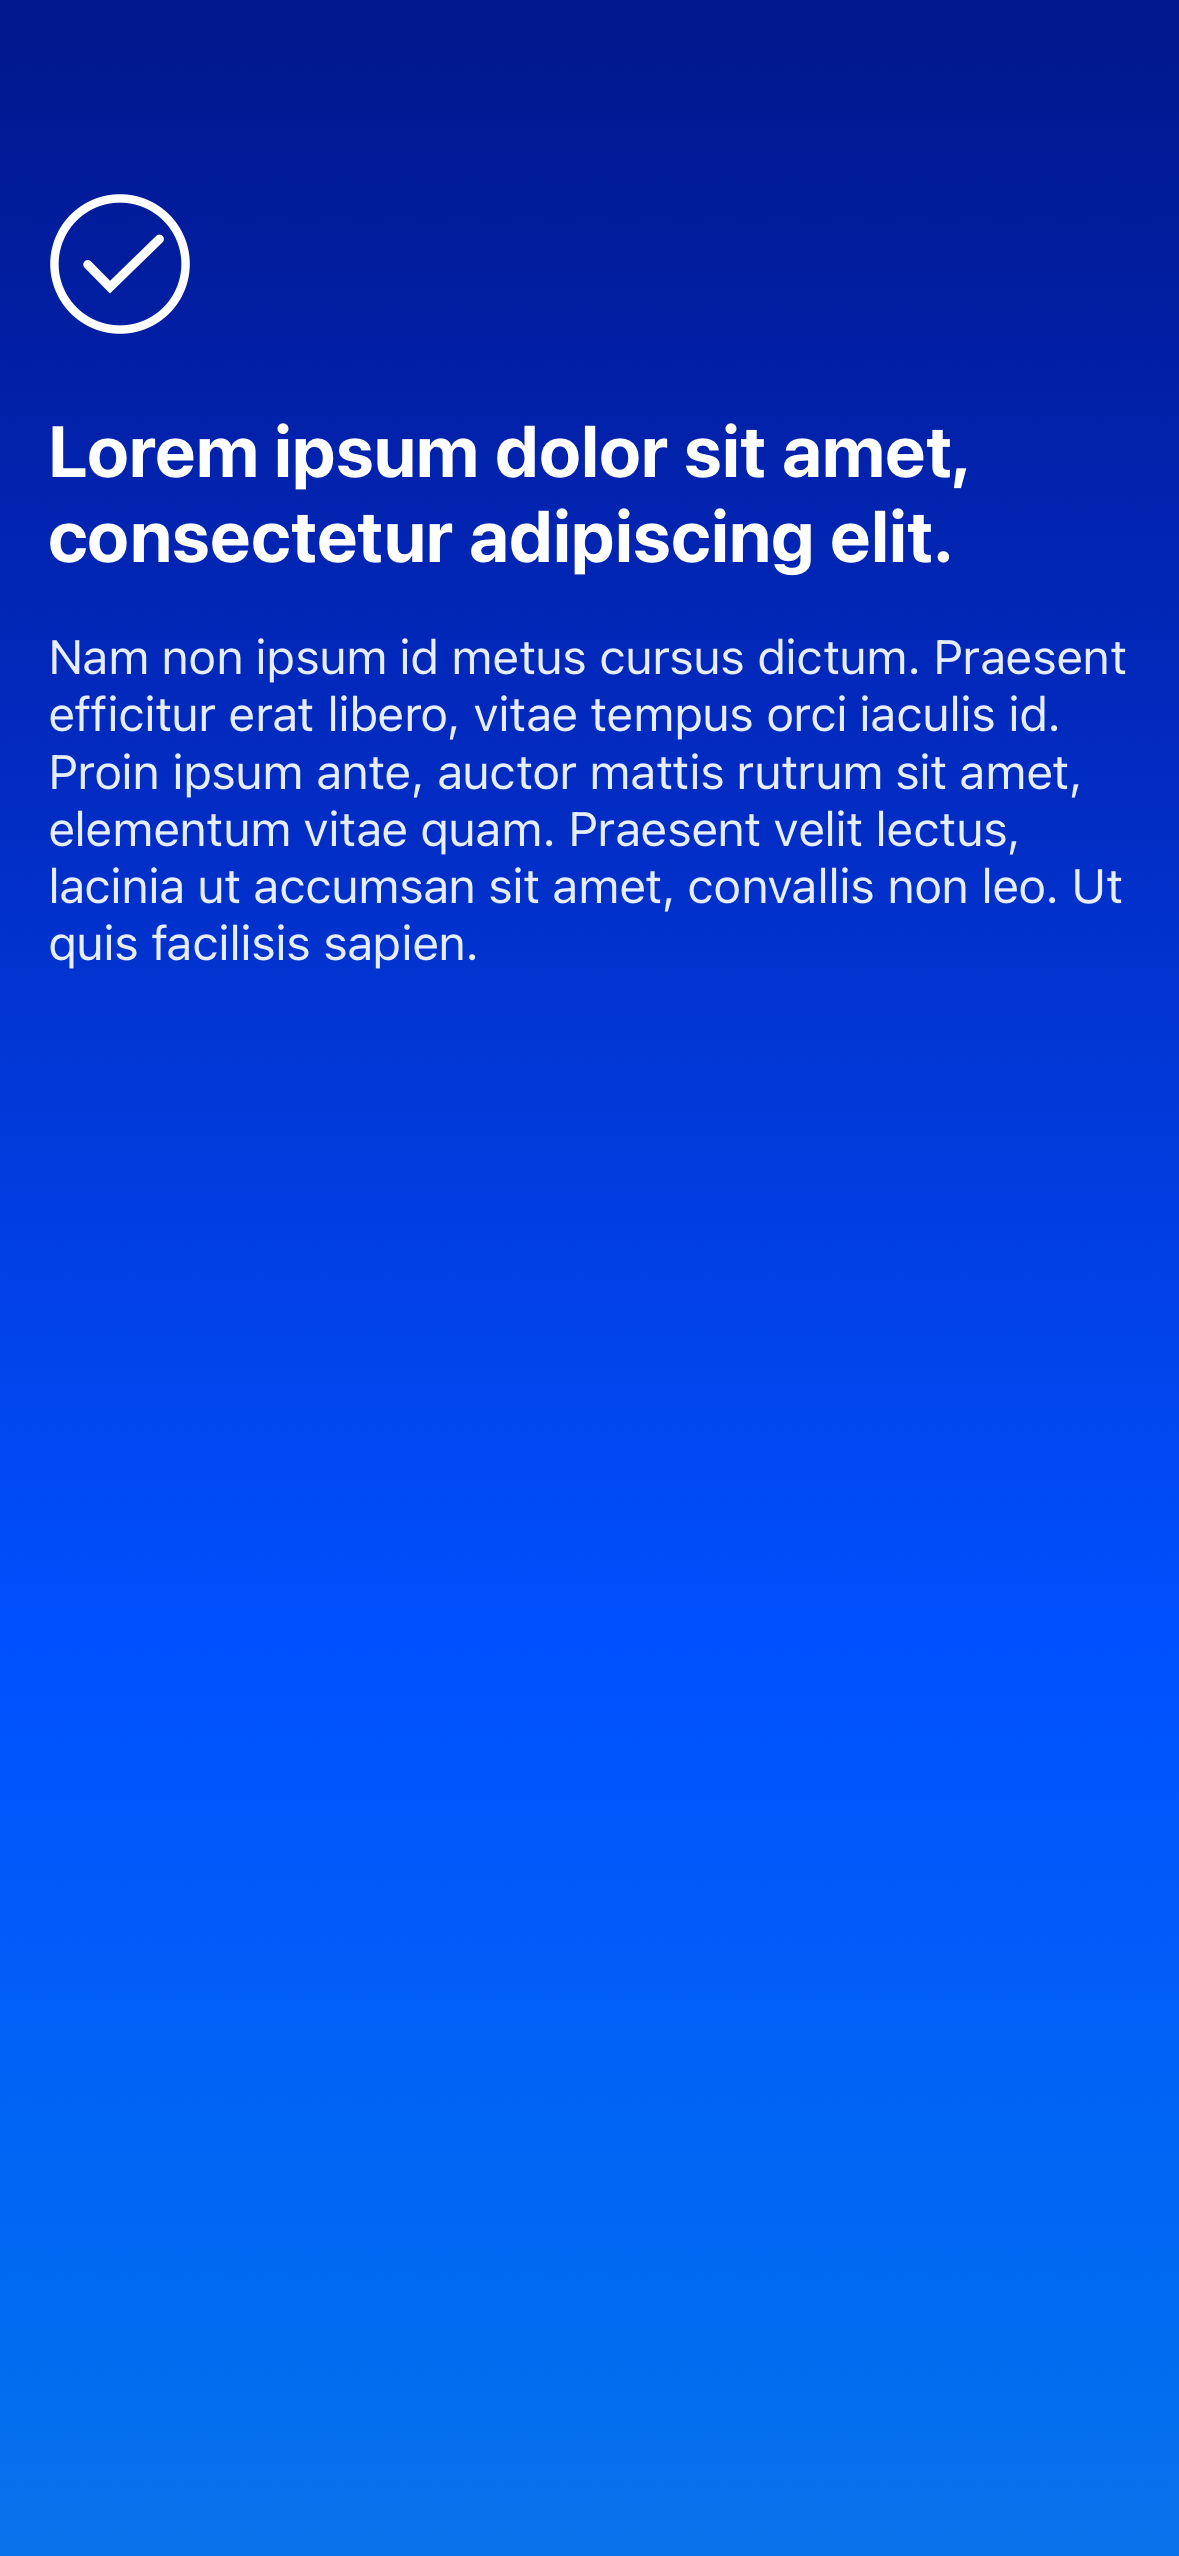 Lorem ipsum dolor sit amet,
consectetur adipiscing elit.
Nam non ipsum id metus cursus dictum. Praesent
efficitur erat libero, vitae tempus orci iaculis id.
Proin ipsum ante, auctor mattis rutrum sit amet,
elementum vitae quam. Praesent velit lectus,
lacinia ut accumsan sit amet, convallis non leo. Ut
quis facilisis sapien.